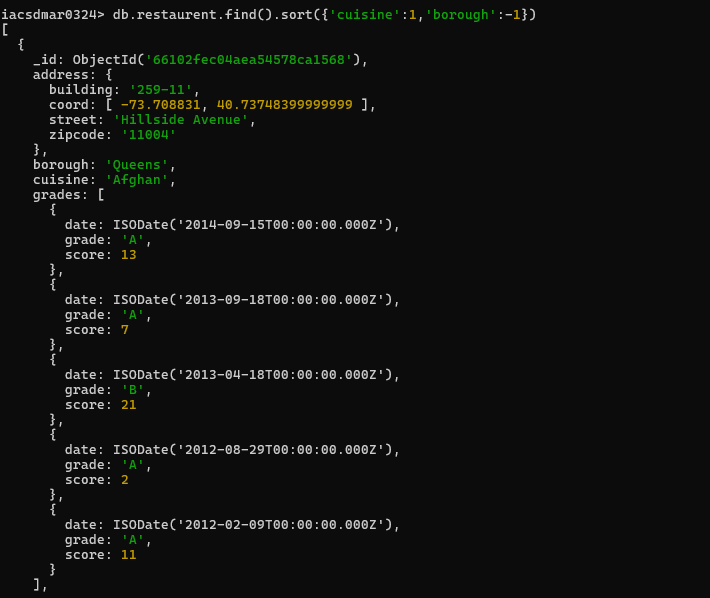 iacsdmar0324> db.restaurent.find().sort({'cuisine':1,'borough':-1})
[
  {
    _id: ObjectId('66102fec04aea54578ca1568'),
    address: {
      building: '259-11',
      coord: [ -73.708831, 40.73748399999999 ],
      street: 'Hillside Avenue',
      zipcode: '11004'
    },
    borough: 'Queens',
    cuisine: 'Afghan',
    grades: [
      {
        date: ISODate('2014-09-15T00:00:00.000Z'),
        grade: 'A',
        score: 13
      },
      {
        date: ISODate('2013-09-18T00:00:00.000Z'),
        grade: 'A',
        score: 7
      },
      {
        date: ISODate('2013-04-18T00:00:00.000Z'),
        grade: 'B',
        score: 21
      },
      {
        date: ISODate('2012-08-29T00:00:00.000Z'),
        grade: 'A',
        score: 2
      },
      {
        date: ISODate('2012-02-09T00:00:00.000Z'),
        grade: 'A',
        score: 11
      }
    ],